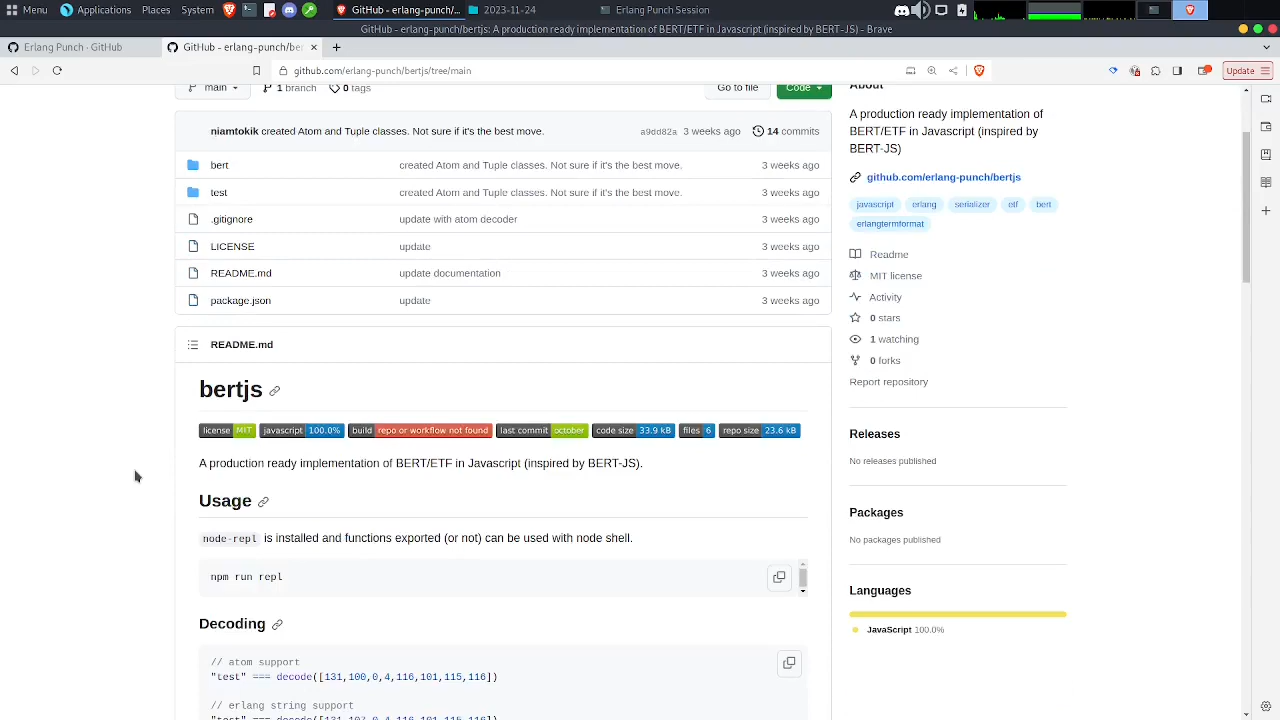 Menu Applications Places System GitHub - erlang-punch/... 2023-11-24 Erlang Punch Session
GitHub - erlang-punch/bertjs: A production ready implementation of BERT/ETF in Javascript (inspired by BERT-JS) - Brave
Erlang Punch · GitHub GitHub - erlang-punch/ber
github.com/erlang-punch/bertjs/tree/main Update
main 1 branch 0 tags Go to file Code
niamtokik created Atom and Tuple classes. Not sure if it's the best move. a9dd82a 3 weeks ago 14 commits
bert created Atom and Tuple classes. Not sure if it's the best move. 3 weeks ago
test created Atom and Tuple classes. Not sure if it's the best move. 3 weeks ago
.gitignore update with atom decoder 3 weeks ago
LICENSE update 3 weeks ago
README.md update documentation 3 weeks ago
package.json update 3 weeks ago
README.md
bertjs
license MIT javascript 100.0% build repo or workflow not found last commit october code size 33.9 kB files 6 repo size 23.6 kB
A production ready implementation of BERT/ETF in Javascript (inspired by BERT-JS).
Usage
node-repl is installed and functions exported (or not) can be used with node shell.
npm run repl
Decoding
// atom support
"test" === decode([131,100,0,4,116,101,115,116])
// erlang string support
"test" === decode([131,107,0,4,116,101,115,116])
About
A production ready implementation of
BERT/ETF in Javascript (inspired by
BERT-JS)
github.com/erlang-punch/bertjs
javascript erlang serializer etf bert
erlangtermformat
Readme
MIT license
Activity
0 stars
1 watching
0 forks
Report repository
Releases
No releases published
Packages
No packages published
Languages
JavaScript 100.0%